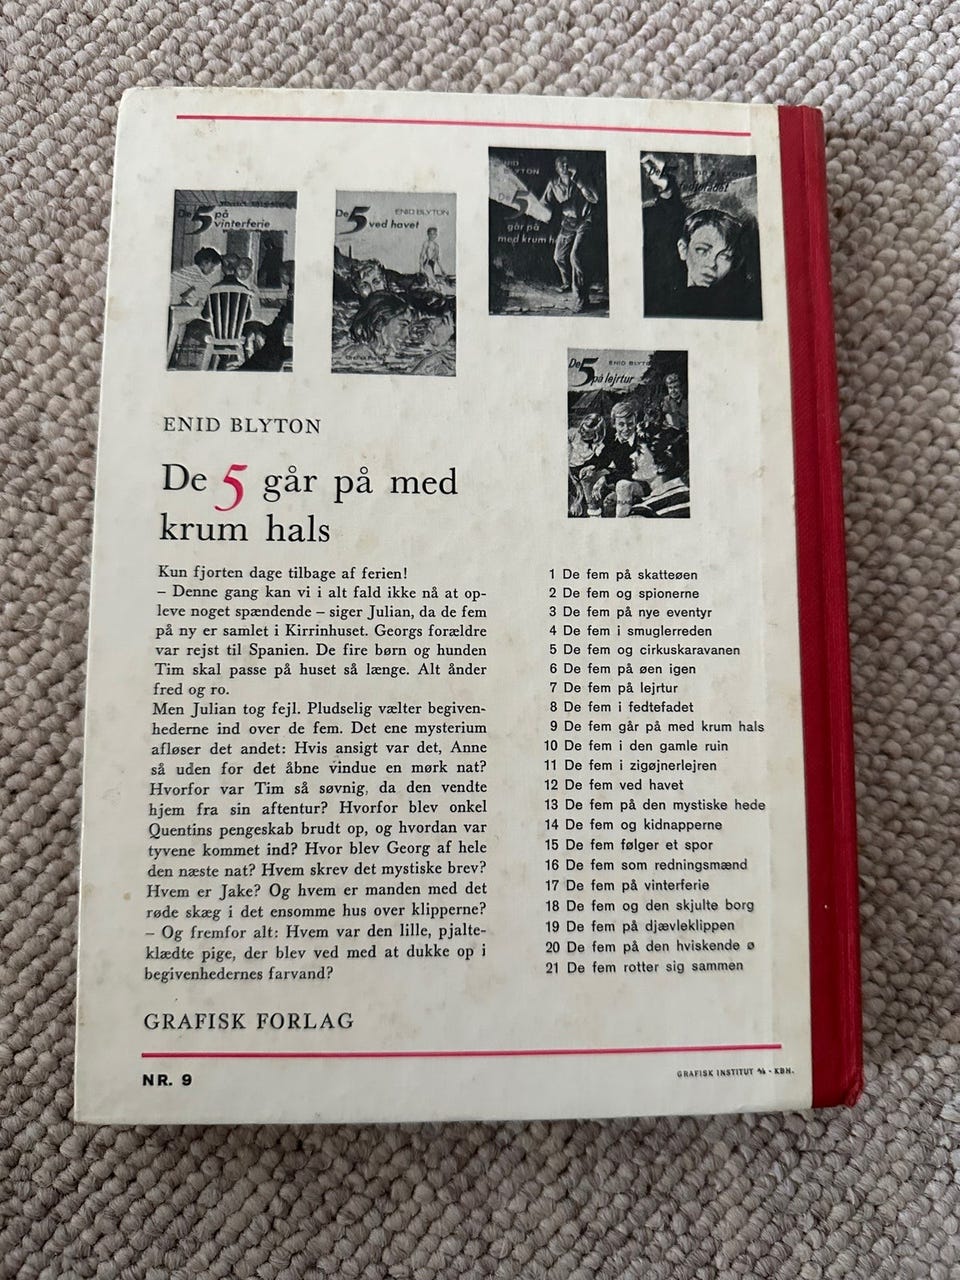 De 5 på
vinterferie
De 5 ENID BLYTON
ved havet
ENID
BLYTON
De 5
går på
med krum hals
De
fedtefadet
De 5 ENID BLYTON
på lejrtur
ENID BLYTON
De 5 går på med
krum hals
Kun fjorten dage tilbage af ferien!
– Denne gang kan vi i alt fald ikke nå at op-
leve noget spændende – siger Julian, da de fem
på ny er samlet i Kirrinhuset. Georgs forældre
var rejst til Spanien. De fire børn og hunden
Tim skal passe på huset så længe. Alt ånder
fred og ro.
Men Julian tog fejl. Pludselig vælter begiven-
hederne ind over de fem. Det ene mysterium
afløser det andet: Hvis ansigt var det, Anne
så uden for det åbne vindue en mørk nat?
Hvorfor var Tim så søvnig, da den vendte
hjem fra sin aftentur? Hvorfor blev onkel
Quentins pengeskab brudt op, og hvordan var
tyvene kommet ind? Hvor blev Georg af hele
den næste nat? Hvem skrev det mystiske brev?
Hvem er Jake? Og hvem er manden med det
røde skæg i det ensomme hus over klipperne?
– Og fremfor alt: Hvem var den lille, pjalte-
klædte pige, der blev ved med at dukke op i
begivenhedernes farvand?
1 De fem på skatteøen
2 De fem og spionerne
3 De fem på nye eventyr
4 De fem i smuglerreden
5 De fem og cirkuskaravanen
6 De fem på øen igen
7 De fem på lejrtur
8 De fem i fedtefadet
9 De fem går på med krum hals
10 De fem i den gamle ruin
11 De fem i zigøjnerlejren
12 De fem ved havet
13 De fem på den mystiske hede
14 De fem og kidnapperne
15 De fem følger et spor
16 De fem som redningsmænd
17 De fem på vinterferie
18 De fem og den skjulte borg
19 De fem på djævleklippen
20 De fem på den hviskende ø
21 De fem rotter sig sammen
GRAFISK FORLAG
NR. 9
GRAFISK INSTITUT A/S - KBH.